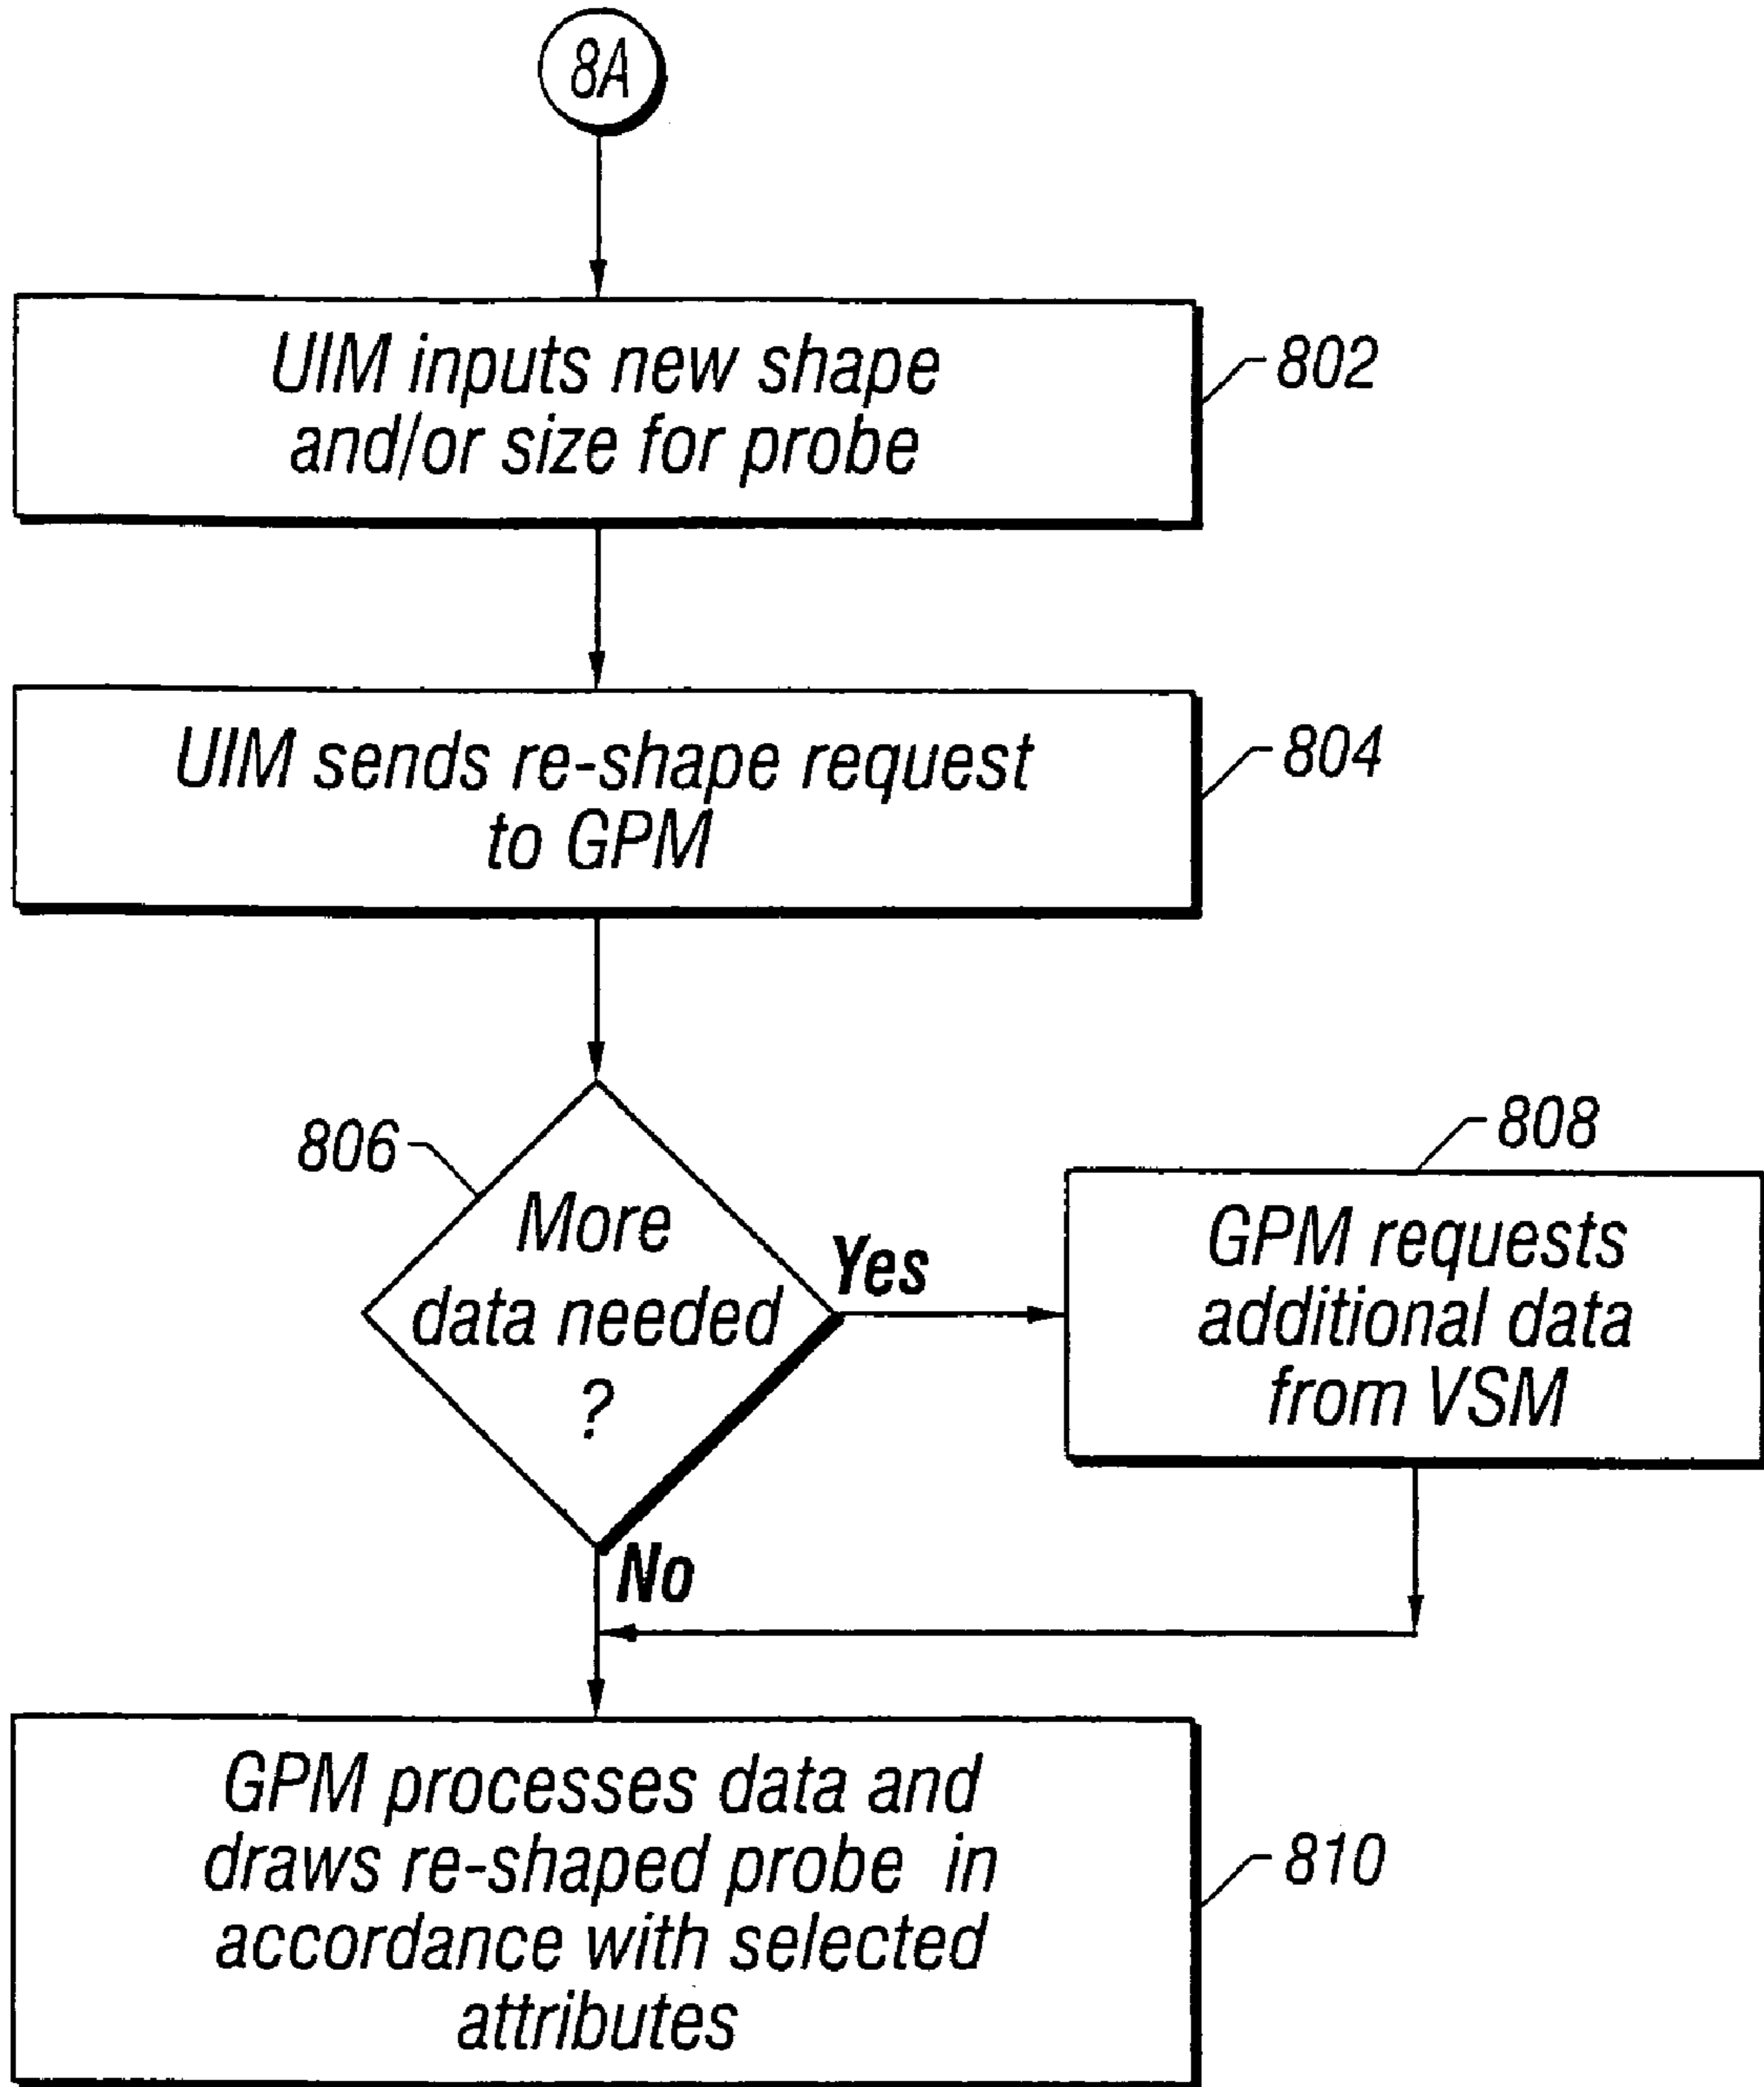 8A
UIM inputs new shape
and/or size for probe
802
UIM sends re-shape request
to GPM
804
806
More
data needed
?
Yes
808
GPM requests
additional data
from VSM
No
GPM processes data and
draws re-shaped probe in
accordance with selected
attributes
810